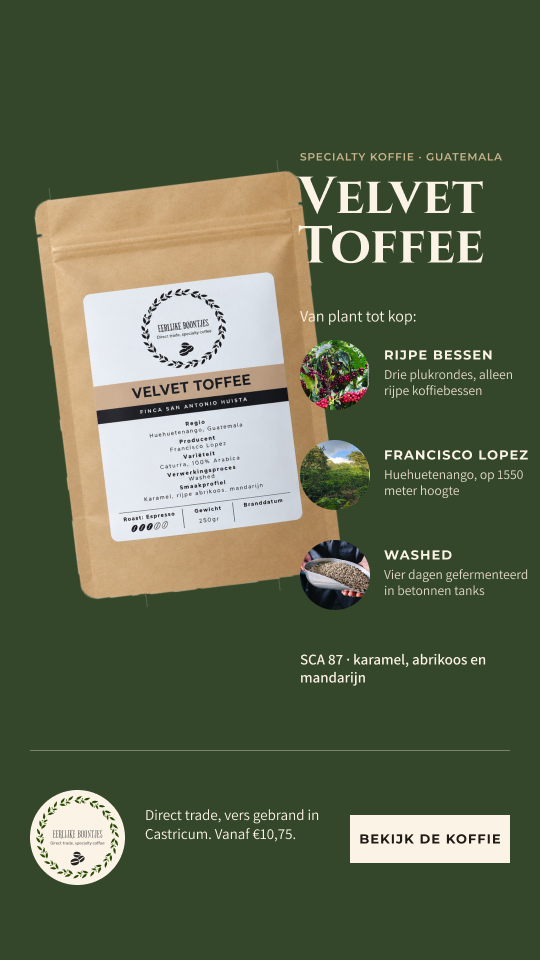 SPECIALTY KOFFIE · GUATEMALA
VELVET
TOFFEE
EERLIJKE BOONTJES
Direct trade, specialty coffee
VELVET TOFFEE
FINCA SAN ANTONIO HUISTA
Regio
Huehuetenango, Guatemala
Producent
Francisco Lopez
Variëteit
Caturra, 100% Arabica
Verwerkingsproces
Washed
Smaakprofiel
Karamel, rijpe abrikoos, mandarijn
Roast: Espresso
Gewicht
250gr
Branddatum
Van plant tot kop:
RIJPE BESSEN
Drie plukrondes, alleen
rijpe koffiebessen
FRANCISCO LOPEZ
Huehuetenango, op 1550
meter hoogte
WASHED
Vier dagen gefermenteerd
in betonnen tanks
SCA 87 · karamel, abrikoos en
mandarijn
EERLIJKE BOONTJES
Direct trade, specialty coffee
Direct trade, vers gebrand in
Castricum. Vanaf €10,75.
BEKIJK DE KOFFIE